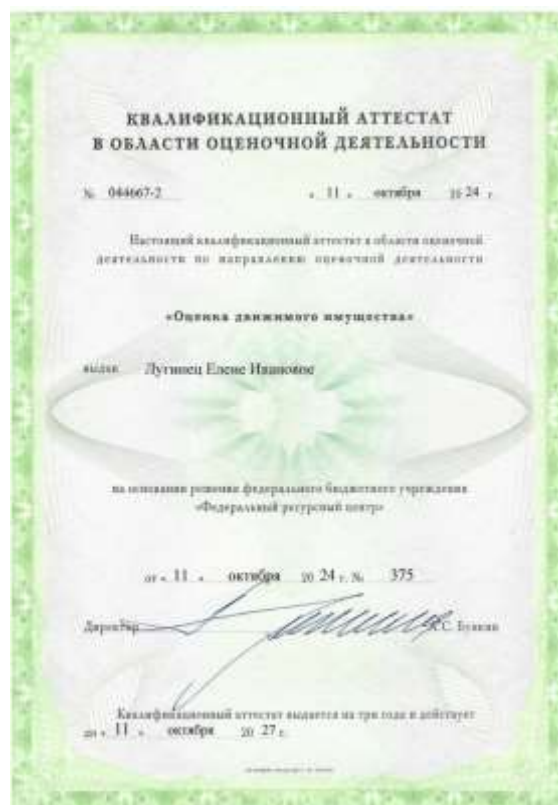 КВАЛИФИКАЦИОННЫЙ АТТЕСТАТ
В ОБЛАСТИ ОЦЕНОЧНОЙ ДЕЯТЕЛЬНОСТИ
№ 044667-2 « 11 » октября 20 24 г.
Настоящий квалификационный аттестат в области оценочной
деятельности по направлению оценочной деятельности
«Оценка движимого имущества»
выдан Лугинец Елене Ивановне
на основании решения федерального бюджетного учреждения
«Федеральный ресурсный центр»
от « 11 » октября 20 24 г. № 375
Директор А.С. Бункин
Квалификационный аттестат выдается на три года и действует
до « 11 » октября 20 27 г.